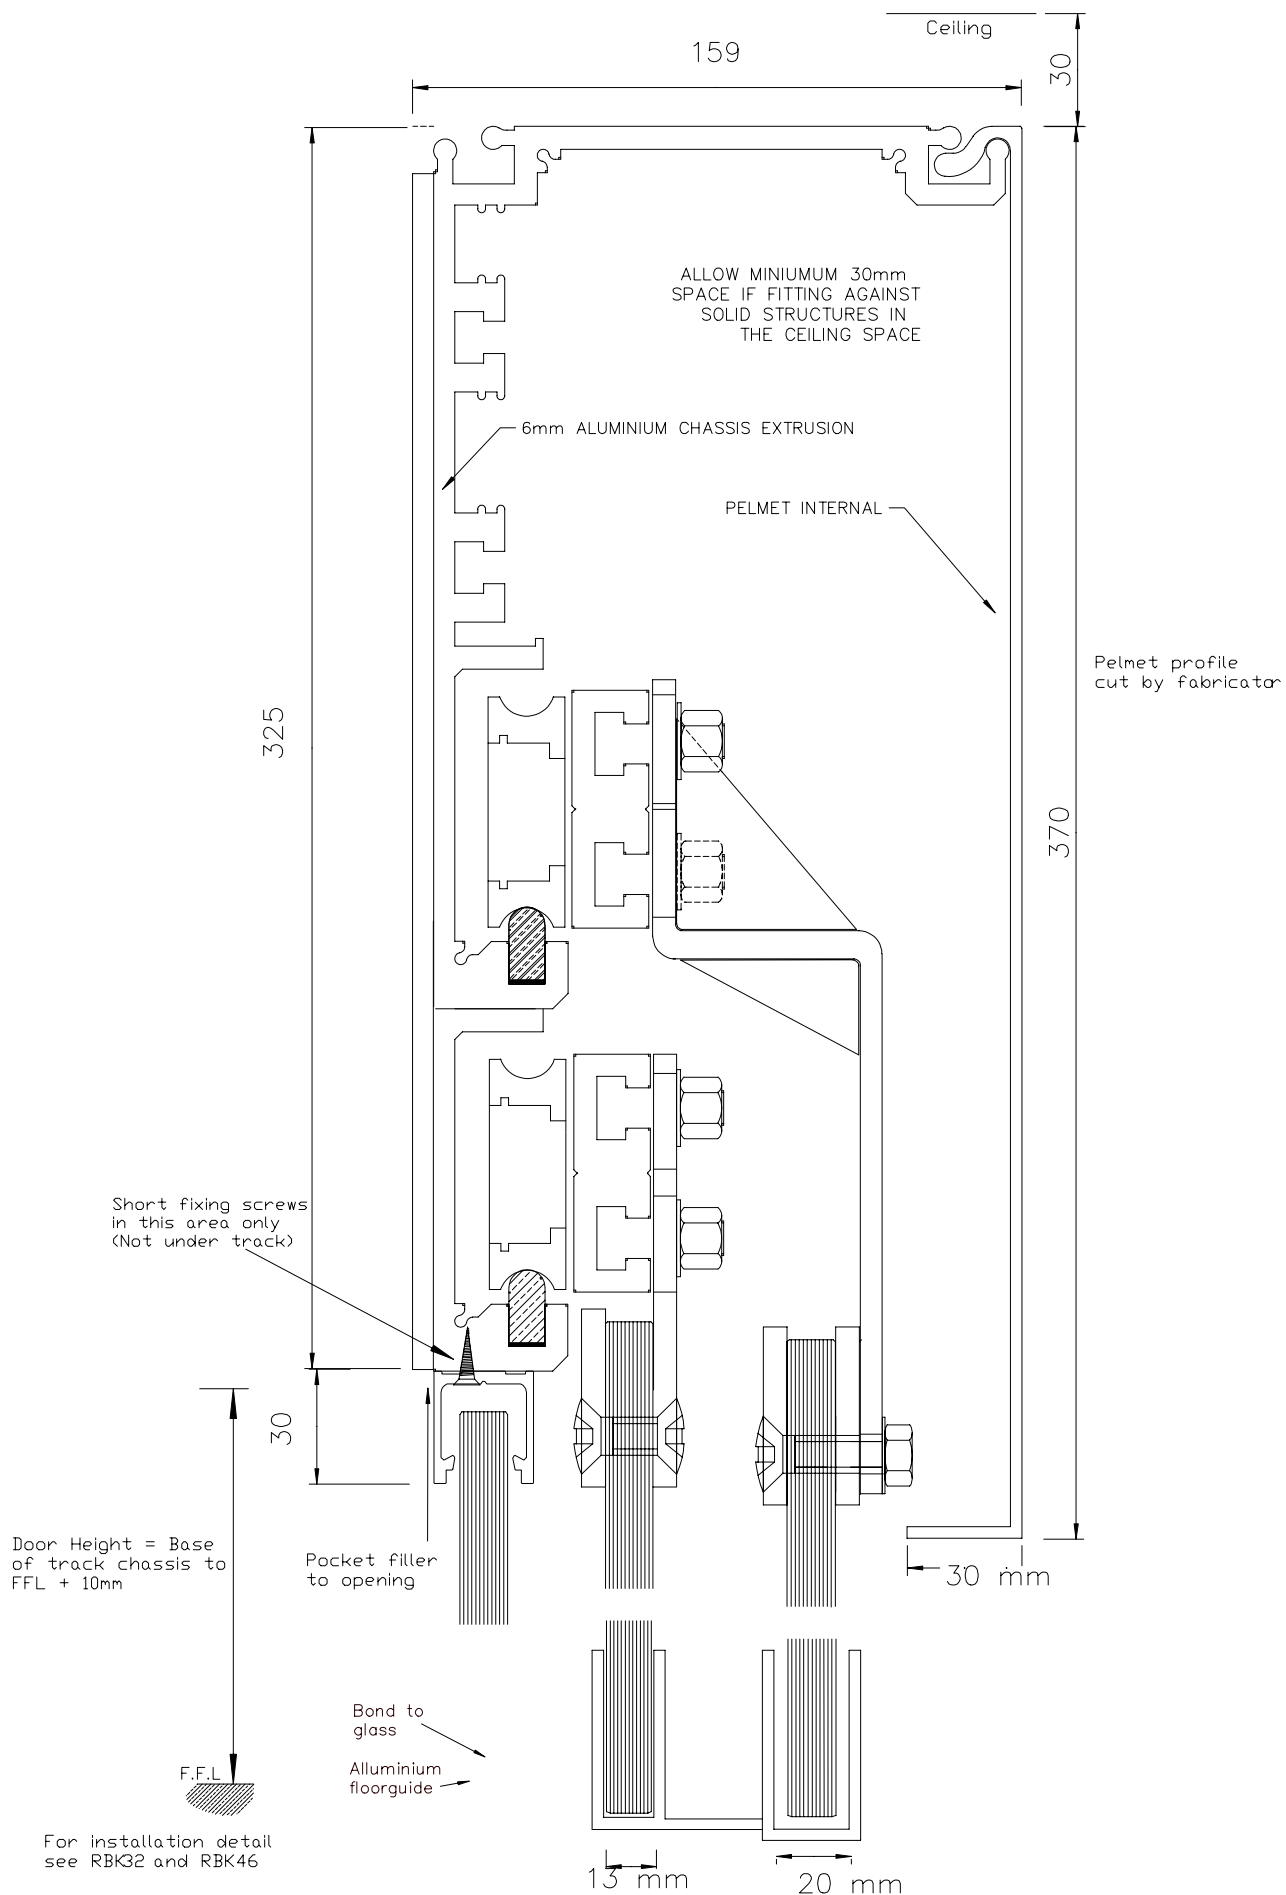 Ceiling
159
30
ALLOW MINIUMUM 30mm
SPACE IF FITTING AGAINST
SOLID STRUCTURES IN
THE CEILING SPACE
6mm ALUMINIUM CHASSIS EXTRUSION
PELMET INTERNAL
Pelmet profile
cut by fabricator
325
370
Short fixing screws
in this area only
(Not under track)
30
Door Height = Base
of track chassis to
FFL + 10mm
Pocket filler
to opening
30 mm
Bond to
glass
Alluminium
floorguide
F.F.L
For installation detail
see RBK32 and RBK46
13 mm
20 mm